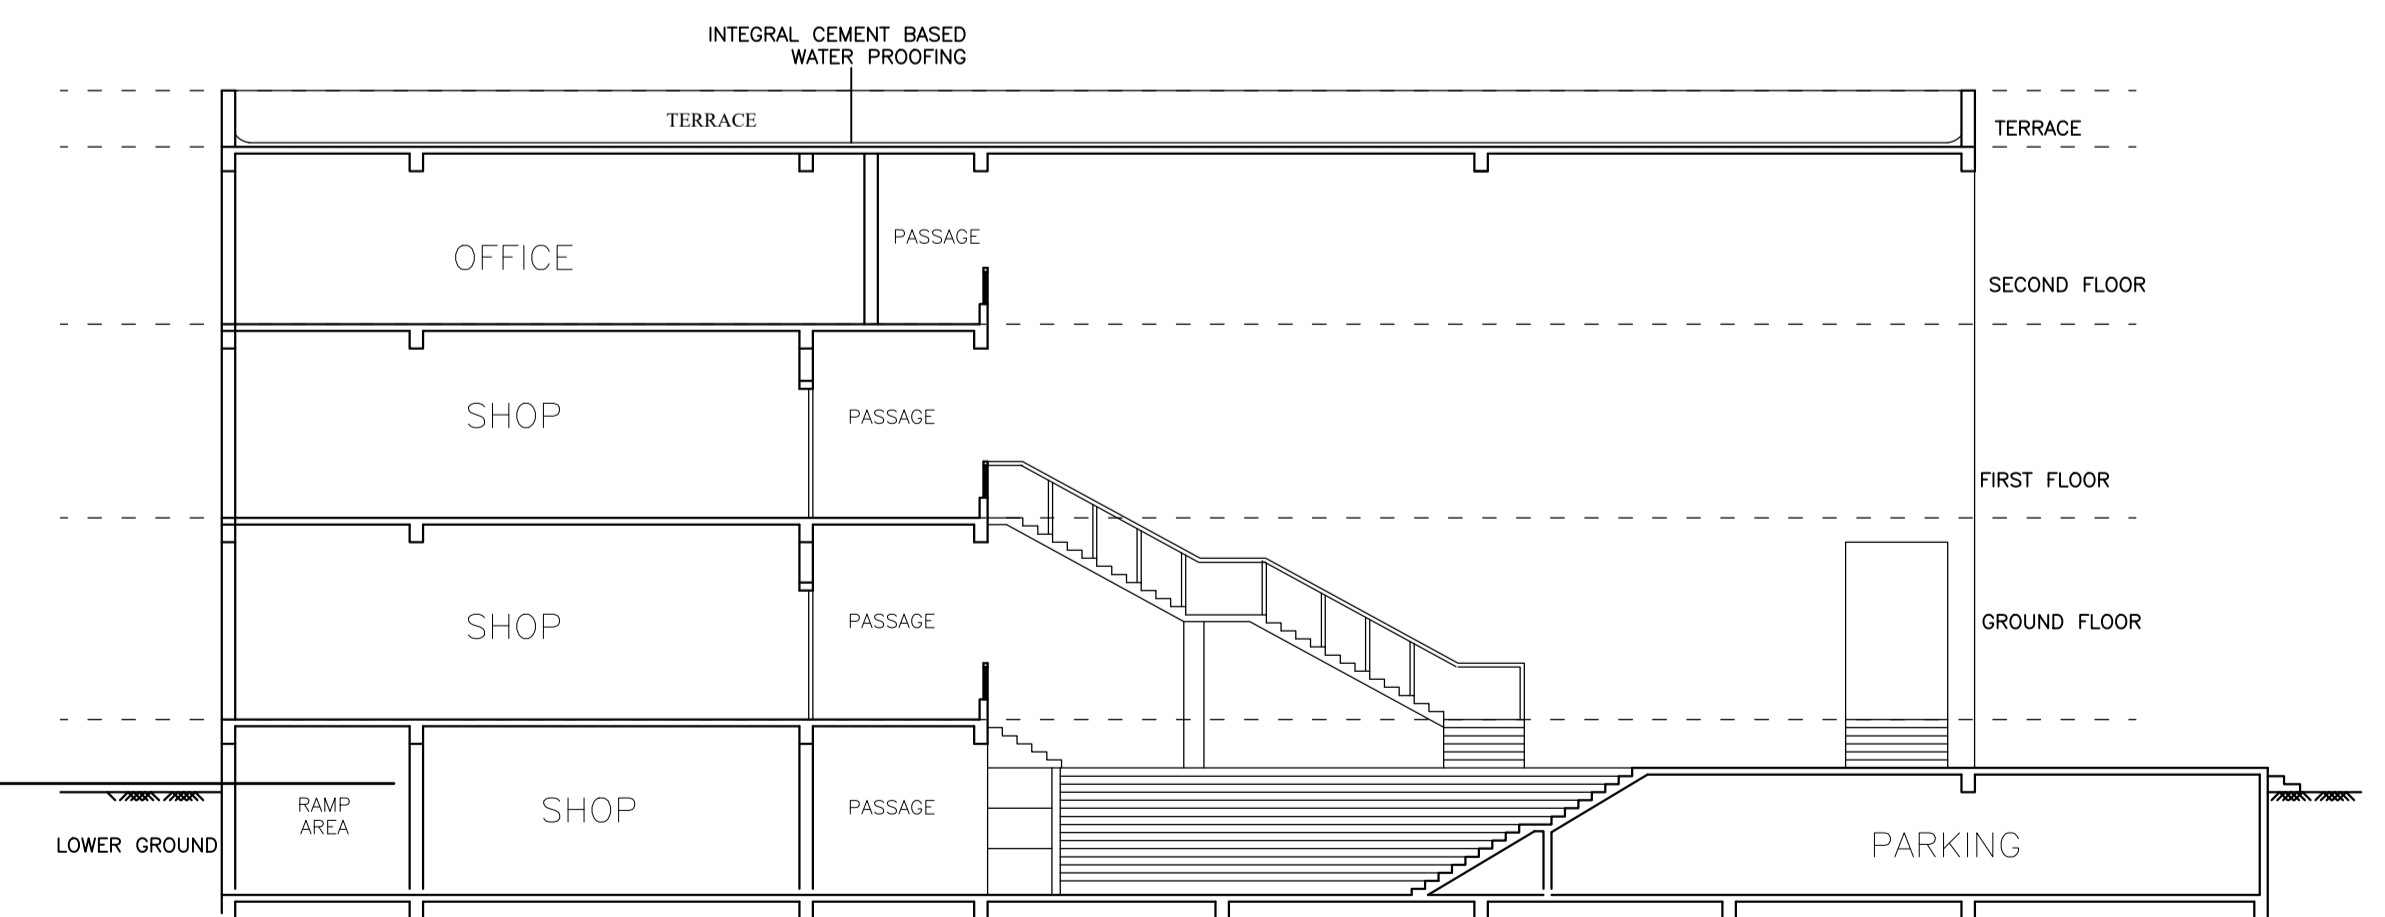 INTEGRAL CEMENT BASED
WATER PROOFING
TERRACE
TERRACE
PASSAGE
OFFICE
SECOND FLOOR
SHOP
PASSAGE
FIRST FLOOR
SHOP
PASSAGE
GROUND FLOOR
RAMP
AREA
SHOP
PASSAGE
LOWER GROUND
PARKING